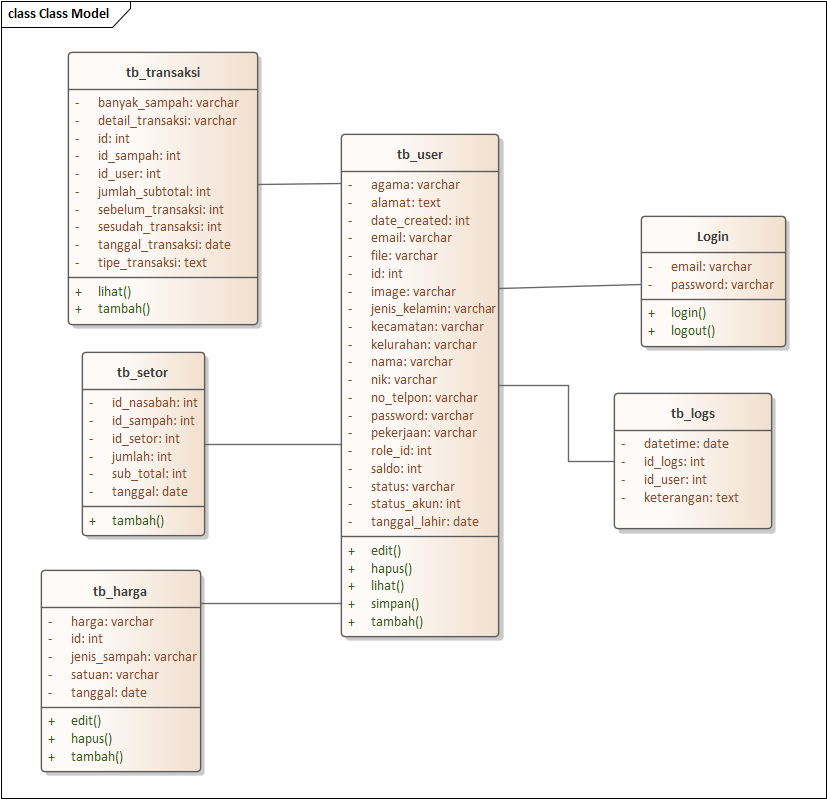 class Class Model
tb_transaksi
- banyak_sampah: varchar
- detail_transaksi: varchar
- id: int
- id_sampah: int
- id_user: int
- jumlah_subtotal: int
- sebelum_transaksi: int
- sesudah_transaksi: int
- tanggal_transaksi: date
- tipe_transaksi: text
+ lihat()
+ tambah()
tb_setor
- id_nasabah: int
- id_sampah: int
- id_setor: int
- jumlah: int
- sub_total: int
- tanggal: date
+ tambah()
tb_harga
- harga: varchar
- id: int
- jenis_sampah: varchar
- satuan: varchar
- tanggal: date
+ edit()
+ hapus()
+ tambah()
tb_user
- agama: varchar
- alamat: text
- date_created: int
- email: varchar
- file: varchar
- id: int
- image: varchar
- jenis_kelamin: varchar
- kecamatan: varchar
- kelurahan: varchar
- nama: varchar
- nik: varchar
- no_telpon: varchar
- password: varchar
- pekerjaan: varchar
- role_id: int
- saldo: int
- status: varchar
- status_akun: int
- tanggal_lahir: date
+ edit()
+ hapus()
+ lihat()
+ simpan()
+ tambah()
Login
- email: varchar
- password: varchar
+ login()
+ logout()
tb_logs
- datetime: date
- id_logs: int
- id_user: int
- keterangan: text